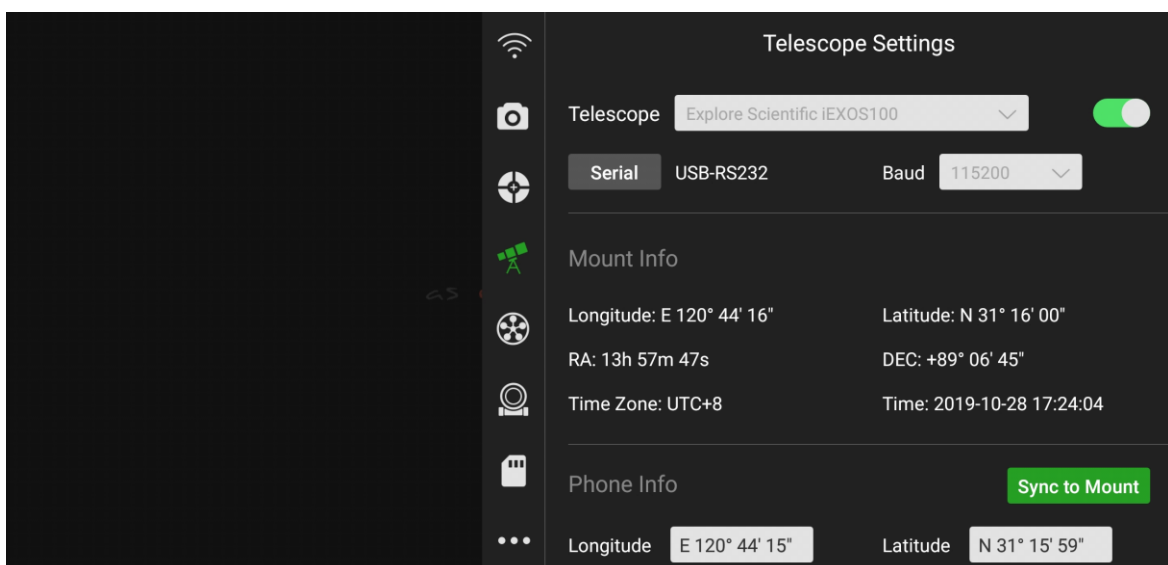 Telescope Settings
Telescope Explore Scientific iEXOS100
Serial USB-RS232 Baud 115200
Mount Info
as
Longitude: E 120° 44' 16" Latitude: N 31° 16' 00"
RA: 13h 57m 47s DEC: +89° 06' 45"
Time Zone: UTC+8 Time: 2019-10-28 17:24:04
Phone Info Sync to Mount
Longitude E 120° 44' 15" Latitude N 31° 15' 59"